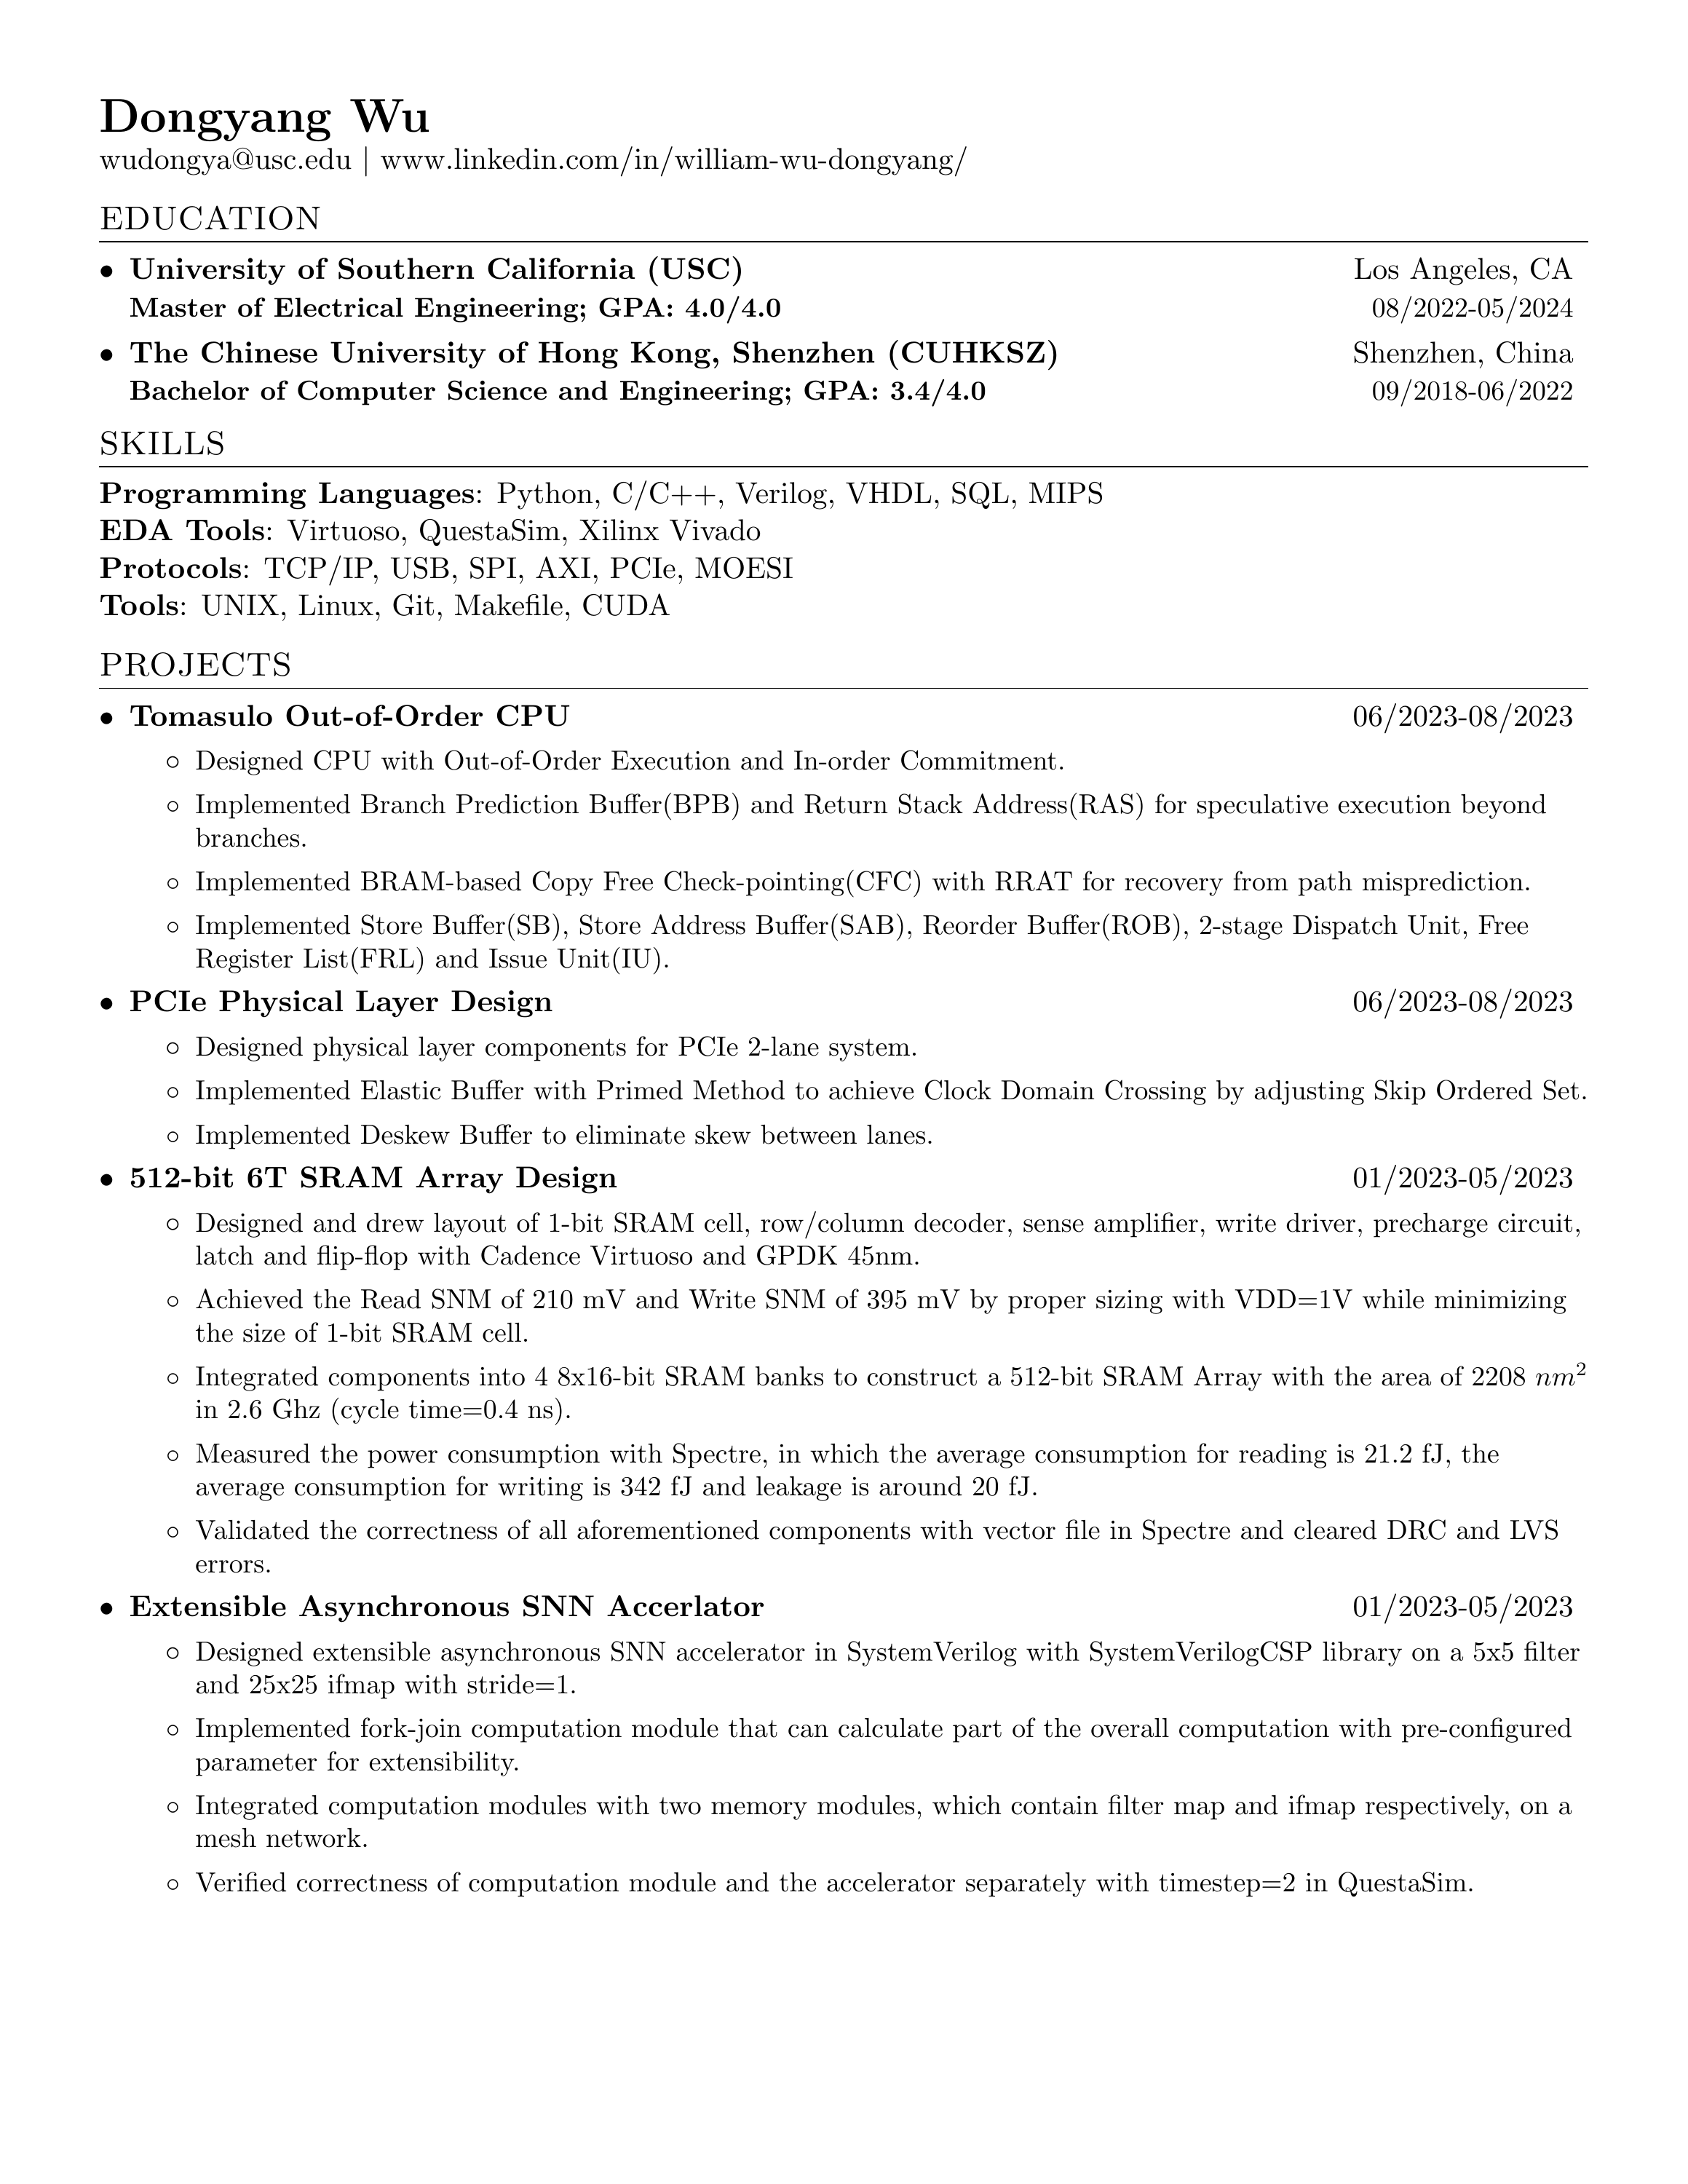 Dongyang Wu
wudongya@usc.edu | www.linkedin.com/in/william-wu-dongyang/
EDUCATION
• University of Southern California (USC) Los Angeles, CA
Master of Electrical Engineering; GPA: 4.0/4.0 08/2022-05/2024
• The Chinese University of Hong Kong, Shenzhen (CUHKSZ) Shenzhen, China
Bachelor of Computer Science and Engineering; GPA: 3.4/4.0 09/2018-06/2022
SKILLS
Programming Languages: Python, C/C++, Verilog, VHDL, SQL, MIPS
EDA Tools: Virtuoso, QuestaSim, Xilinx Vivado
Protocols: TCP/IP, USB, SPI, AXI, PCIe, MOESI
Tools: UNIX, Linux, Git, Makefile, CUDA
PROJECTS
• Tomasulo Out-of-Order CPU 06/2023-08/2023
◦ Designed CPU with Out-of-Order Execution and In-order Commitment.
◦ Implemented Branch Prediction Buffer(BPB) and Return Stack Address(RAS) for speculative execution beyond
branches.
◦ Implemented BRAM-based Copy Free Check-pointing(CFC) with RRAT for recovery from path misprediction.
◦ Implemented Store Buffer(SB), Store Address Buffer(SAB), Reorder Buffer(ROB), 2-stage Dispatch Unit, Free
Register List(FRL) and Issue Unit(IU).
• PCIe Physical Layer Design 06/2023-08/2023
◦ Designed physical layer components for PCIe 2-lane system.
◦ Implemented Elastic Buffer with Primed Method to achieve Clock Domain Crossing by adjusting Skip Ordered Set.
◦ Implemented Deskew Buffer to eliminate skew between lanes.
• 512-bit 6T SRAM Array Design 01/2023-05/2023
◦ Designed and drew layout of 1-bit SRAM cell, row/column decoder, sense amplifier, write driver, precharge circuit,
latch and flip-flop with Cadence Virtuoso and GPDK 45nm.
◦ Achieved the Read SNM of 210 mV and Write SNM of 395 mV by proper sizing with VDD=1V while minimizing
the size of 1-bit SRAM cell.
◦ Integrated components into 4 8x16-bit SRAM banks to construct a 512-bit SRAM Array with the area of 2208 nm²
in 2.6 Ghz (cycle time=0.4 ns).
◦ Measured the power consumption with Spectre, in which the average consumption for reading is 21.2 fJ, the
average consumption for writing is 342 fJ and leakage is around 20 fJ.
◦ Validated the correctness of all aforementioned components with vector file in Spectre and cleared DRC and LVS
errors.
• Extensible Asynchronous SNN Accerlator 01/2023-05/2023
◦ Designed extensible asynchronous SNN accelerator in SystemVerilog with SystemVerilogCSP library on a 5x5 filter
and 25x25 ifmap with stride=1.
◦ Implemented fork-join computation module that can calculate part of the overall computation with pre-configured
parameter for extensibility.
◦ Integrated computation modules with two memory modules, which contain filter map and ifmap respectively, on a
mesh network.
◦ Verified correctness of computation module and the accelerator separately with timestep=2 in QuestaSim.